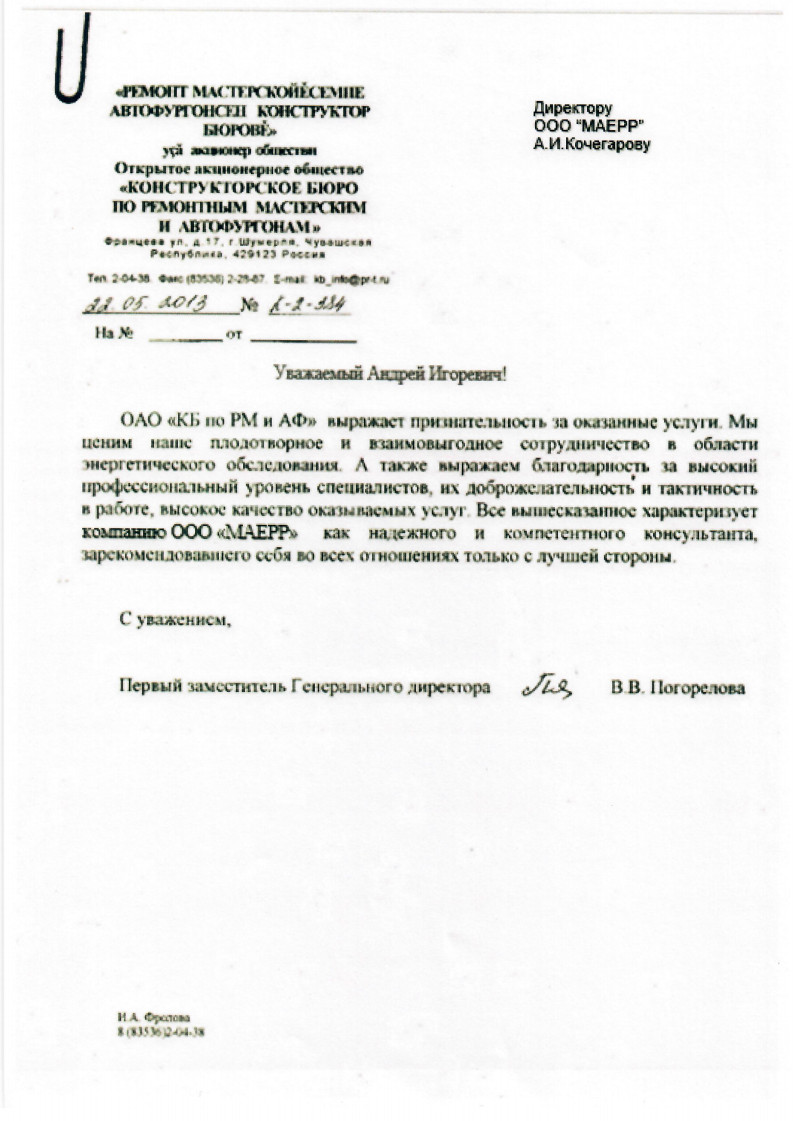 «РЕМОНТ МАСТЕРСКОЙĔСЕМПЕ
АВТОФУРГОНСЕН КОНСТРУКТОР
БЮРОВĔ»
уçă акционер обществи
Открытое акционерное общество
«КОНСТРУКТОРСКОЕ БЮРО
ПО РЕМОНТНЫМ МАСТЕРСКИМ
И АВТОФУРГОНАМ»
Францева ул, д.17, г.Шумерля, Чувашская
Республика, 429123 Россия
Тел. 2-04-38. Факс (83536) 2-28-67. E-mail: kb_info@pr-t.ru
22.05.2013 № К-2-384
На № ________ от ________
Директору
ООО "МАЕРР"
А.И.Кочегарову
Уважаемый Андрей Игоревич!
ОАО «КБ по РМ и АФ» выражает признательность за оказанные услуги. Мы
ценим наше плодотворное и взаимовыгодное сотрудничество в области
энергетического обследования. А также выражаем благодарность за высокий
профессиональный уровень специалистов, их доброжелательность и тактичность
в работе, высокое качество оказываемых услуг. Все вышесказанное характеризует
компанию ООО «МАЕРР» как надежного и компетентного консультанта,
зарекомендовавшего себя во всех отношениях только с лучшей стороны.
С уважением,
Первый заместитель Генерального директора В.В. Погорелова
И.А. Фролова
8 (83536)2-04-38